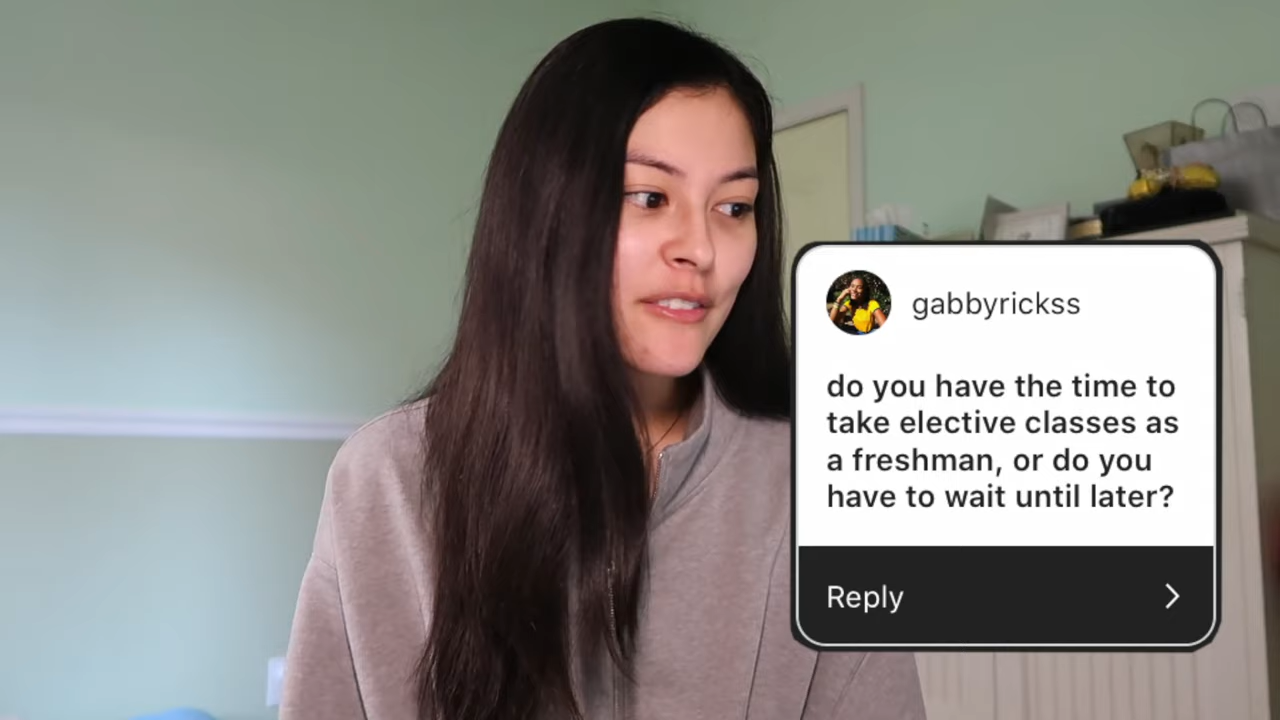 gabbyrickss
do you have the time to
take elective classes as
a freshman, or do you
have to wait until later?
Reply